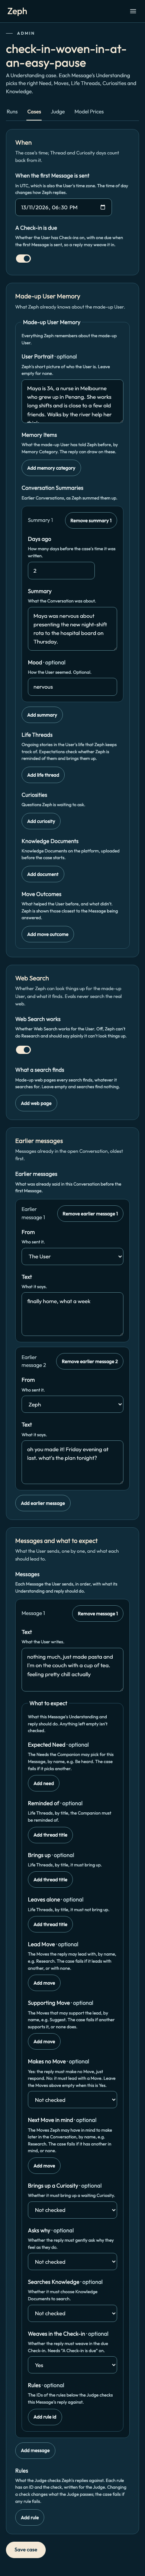 Zeph
ADMIN
check-in-woven-in-at-
an-easy-pause
A Understanding case. Each Message's Understanding
picks the right Need, Moves, Life Threads, Curiosities and
Knowledge.
Runs Cases Judge Model Prices
When
The case's time; Thread and Curiosity days count
back from it.
When the first Message is sent
In UTC, which is also the User's time zone. The time of day
changes how Zeph replies.
13/11/2026, 06:30 PM
A Check-in is due
Whether the User has Check-ins on, with one due when
the first Message is sent, so a reply may weave it in.
Made-up User Memory
What Zeph already knows about the made-up User.
Made-up User Memory
Everything Zeph remembers about the made-up
User.
User Portrait · optional
Zeph's short picture of who the User is. Leave
empty for none.
Maya is 34, a nurse in Melbourne
who grew up in Penang. She works
long shifts and is close to a few old
friends. Walks by the river help her
Memory Items
What the made-up User has told Zeph before, by
Memory Category. The reply can draw on these.
Add memory category
Conversation Summaries
Earlier Conversations, as Zeph summed them up.
Summary 1
Remove summary 1
Days ago
How many days before the case's time it was
written.
2
Summary
What the Conversation was about.
Maya was nervous about
presenting the new night-shift
rota to the hospital board on
Thursday.
Mood · optional
How the User seemed. Optional.
nervous
Add summary
Life Threads
Ongoing stories in the User's life that Zeph keeps
track of. Expectations check whether Zeph is
reminded of them and brings them up.
Add life thread
Curiosities
Questions Zeph is waiting to ask.
Add curiosity
Knowledge Documents
Knowledge Documents on the platform, uploaded
before the case starts.
Add document
Move Outcomes
What helped the User before, and what didn't.
Zeph is shown those closest to the Message being
answered.
Add move outcome
Web Search
Whether Zeph can look things up for the made-up
User, and what it finds. Evals never search the real
web.
Web Search works
Whether Web Search works for the User. Off, Zeph can't
do Research and should say plainly it can't look things up.
What a search finds
Made-up web pages every search finds, whatever it
searches for. Leave empty and searches find nothing.
Add web page
Earlier messages
Messages already in the open Conversation, oldest
first.
Earlier messages
What was already said in this Conversation before the
first Message.
Earlier
message 1
Remove earlier message 1
From
Who sent it.
The User
Text
What it says.
finally home, what a week
Earlier
message 2
Remove earlier message 2
From
Who sent it.
Zeph
Text
What it says.
oh you made it! Friday evening at
last. what's the plan tonight?
Add earlier message
Messages and what to expect
What the User sends, one by one, and what each
should lead to.
Messages
Each Message the User sends, in order, with what its
Understanding and reply should do.
Message 1
Remove message 1
Text
What the User writes.
nothing much, just made pasta and
I'm on the couch with a cup of tea.
feeling pretty chill actually
What to expect
What this Message's Understanding and
reply should do. Anything left empty isn't
checked.
Expected Need · optional
The Needs the Companion may pick for this
Message, by name, e.g. Be heard. The case
fails if it picks another.
Add need
Reminded of · optional
Life Threads, by title, the Companion must
be reminded of.
Add thread title
Brings up · optional
Life Threads, by title, it must bring up.
Add thread title
Leaves alone · optional
Life Threads, by title, it must not bring up.
Add thread title
Lead Move · optional
The Moves the reply may lead with, by name,
e.g. Research. The case fails if it leads with
another, or with none.
Add move
Supporting Move · optional
The Moves that may support the lead, by
name, e.g. Suggest. The case fails if another
supports it, or none does.
Add move
Makes no Move · optional
Yes: the reply must make no Move, just
respond. No: it must lead with a Move. Leave
the Moves above empty when this is Yes.
Not checked
Next Move in mind · optional
The Moves Zeph may have in mind to make
later in the Conversation, by name, e.g.
Research. The case fails if it has another in
mind, or none.
Add move
Brings up a Curiosity · optional
Whether it must bring up a waiting Curiosity.
Not checked
Asks why · optional
Whether the reply must gently ask why they
feel as they do.
Not checked
Searches Knowledge · optional
Whether it must choose Knowledge
Documents to search.
Not checked
Weaves in the Check-in · optional
Whether the reply must weave in the due
Check-in. Needs "A Check-in is due" on.
Yes
Rules · optional
The IDs of the rules below the Judge checks
this Message's reply against.
Add rule id
Add message
Rules
What the Judge checks Zeph's replies against. Each rule
has an ID and the check, written for the Judge. Changing
a check changes what the Judge passes; the case fails if
any rule fails.
Add rule
Save case